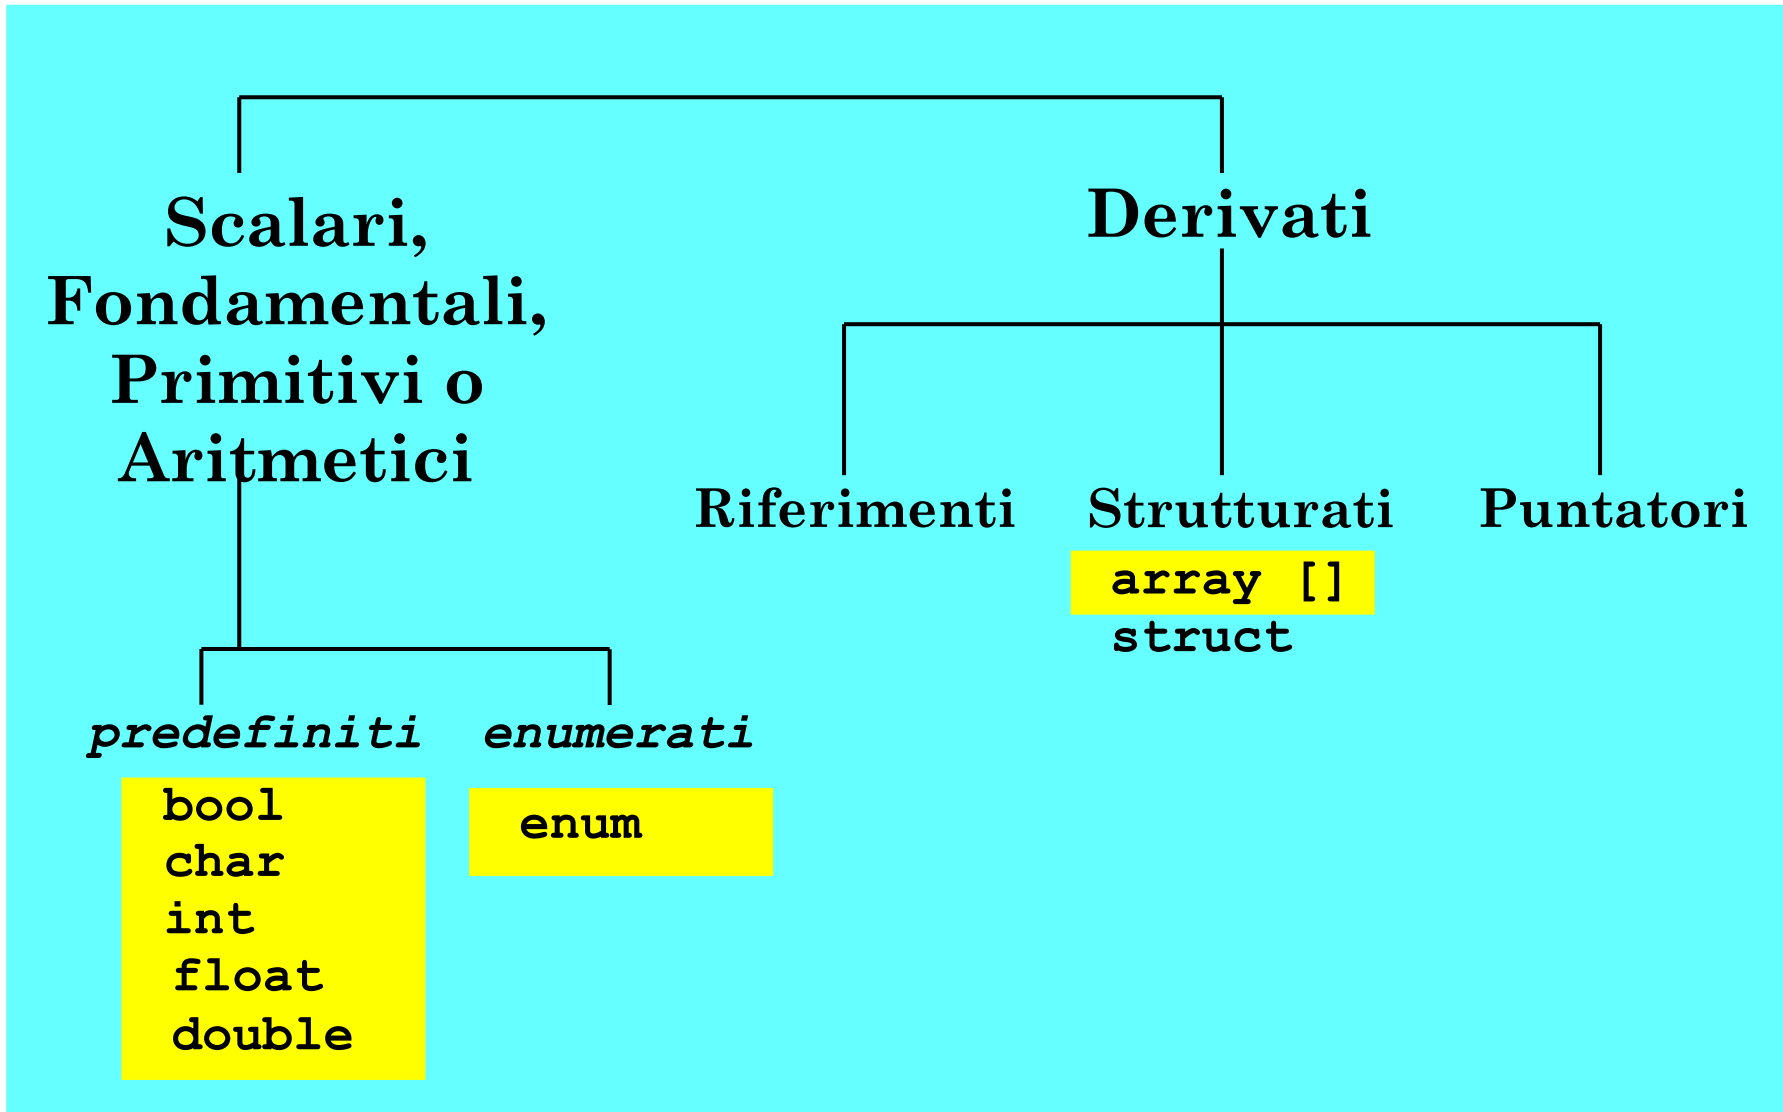 Scalari,
Fondamentali,
Primitivi o
Aritmetici
Derivati
Riferimenti
Strutturati
Puntatori
array []
struct
predefiniti
enumerati
bool
char
int
float
double
enum